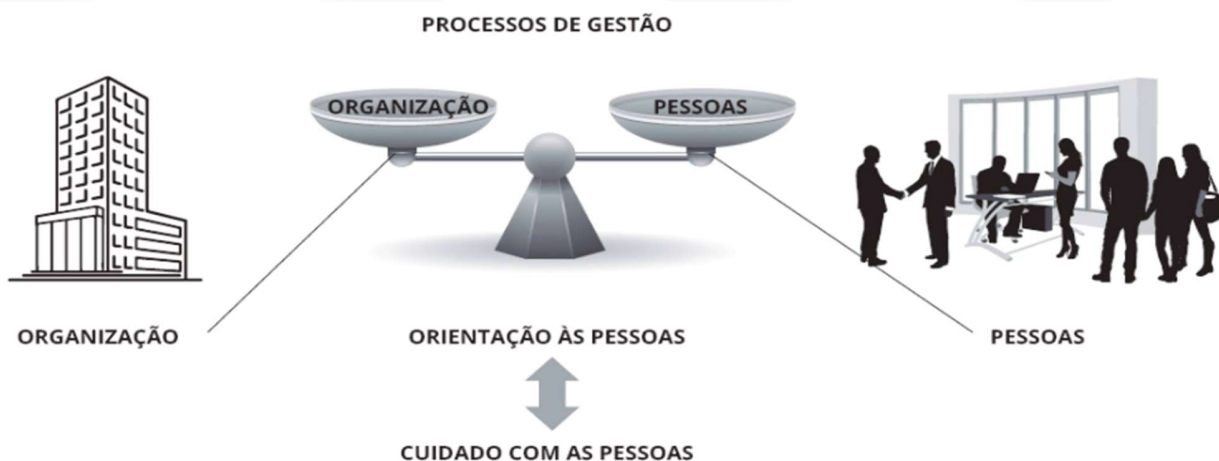 PROCESSOS DE GESTÃO
ORGANIZAÇÃO
PESSOAS
ORGANIZAÇÃO
ORIENTAÇÃO ÀS PESSOAS
PESSOAS
CUIDADO COM AS PESSOAS